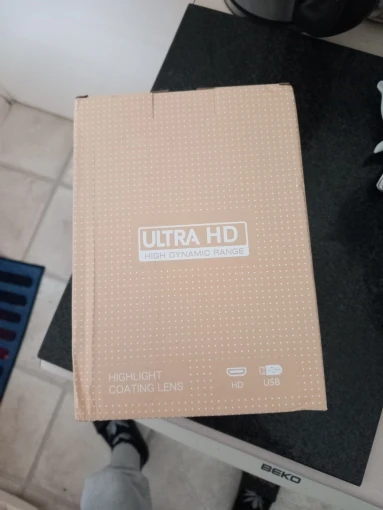 ULTRA HD
HIGH DYNAMIC RANGE
HIGHLIGHT
COATING LENS
HD
USB
BEKO